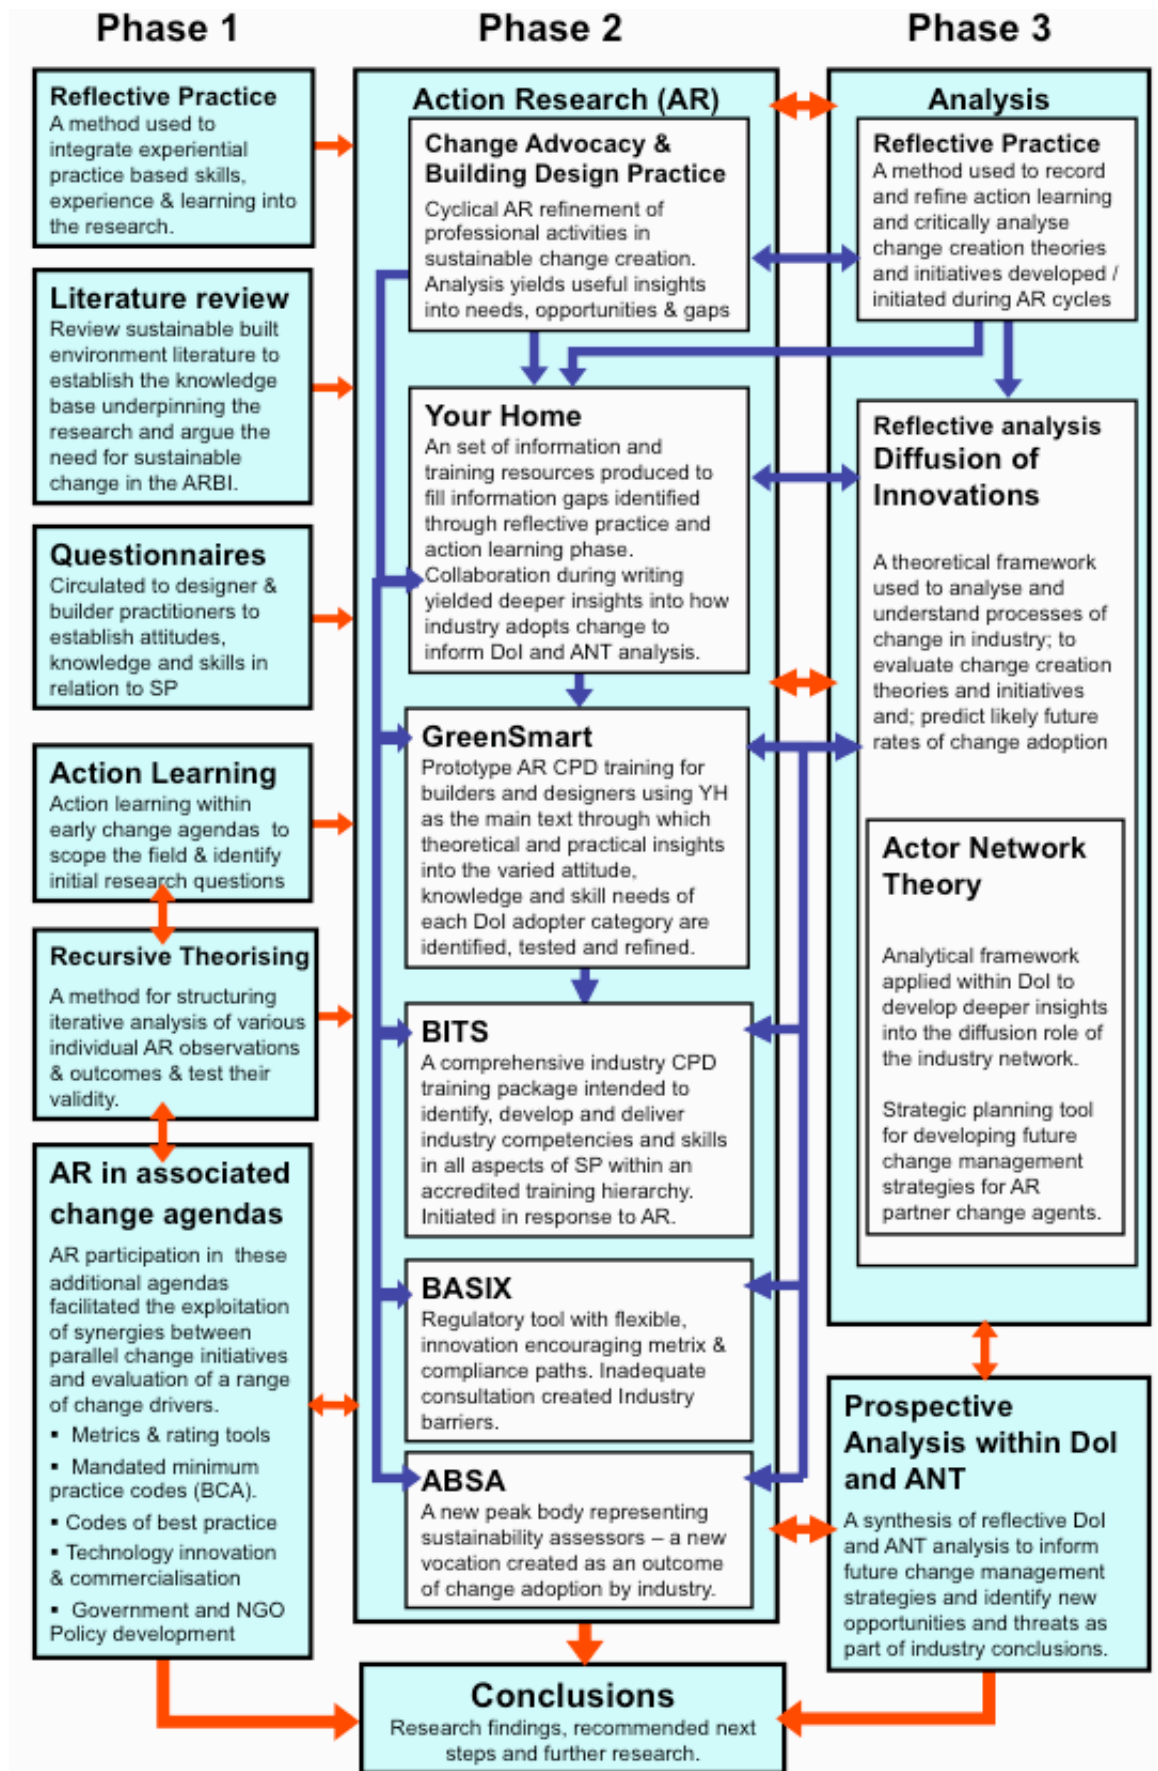 Phase 1
Reflective Practice
A method used to
integrate experiential
practice based skills,
experience & learning into
the research.
Literature review
Review sustainable built
environment literature to
establish the knowledge
base underpinning the
research and argue the
need for sustainable
change in the ARBI.
Questionnaires
Circulated to designer &
builder practitioners to
establish attitudes,
knowledge and skills in
relation to SP
Action Learning
Action learning within
early change agendas to
scope the field & identify
initial research questions
Recursive Theorising
A method for structuring
iterative analysis of various
individual AR observations
& outcomes & test their
validity.
AR in associated
change agendas
AR participation in these
additional agendas
facilitated the exploitation
of synergies between
parallel change initiatives
and evaluation of a range
of change drivers.
▪ Metrics & rating tools
▪ Mandated minimum
practice codes (BCA).
▪ Codes of best practice
▪ Technology innovation
& commercialisation
▪ Government and NGO
Policy development
Phase 2
Action Research (AR)
Change Advocacy &
Building Design Practice
Cyclical AR refinement of
professional activities in
sustainable change creation.
Analysis yields useful insights
into needs, opportunities & gaps
Your Home
An set of information and
training resources produced to
fill information gaps identified
through reflective practice and
action learning phase.
Collaboration during writing
yielded deeper insights into how
industry adopts change to
inform DoI and ANT analysis.
GreenSmart
Prototype AR CPD training for
builders and designers using YH
as the main text through which
theoretical and practical insights
into the varied attitude,
knowledge and skill needs of
each DoI adopter category are
identified, tested and refined.
BITS
A comprehensive industry CPD
training package intended to
identify, develop and deliver
industry competencies and skills
in all aspects of SP within an
accredited training hierarchy.
Initiated in response to AR.
BASIX
Regulatory tool with flexible,
innovation encouraging metrix &
compliance paths. Inadequate
consultation created Industry
barriers.
ABSA
A new peak body representing
sustainability assessors – a new
vocation created as an outcome
of change adoption by industry.
Phase 3
Analysis
Reflective Practice
A method used to record
and refine action learning
and critically analyse
change creation theories
and initiatives developed /
initiated during AR cycles
Reflective analysis
Diffusion of
Innovations
A theoretical framework
used to analyse and
understand processes of
change in industry; to
evaluate change creation
theories and initiatives
and; predict likely future
rates of change adoption
Actor Network
Theory
Analytical framework
applied within DoI to
develop deeper insights
into the diffusion role of
the industry network.
Strategic planning tool
for developing future
change management
strategies for AR
partner change agents.
Prospective
Analysis within DoI
and ANT
A synthesis of reflective DoI
and ANT analysis to inform
future change management
strategies and identify new
opportunities and threats as
part of industry conclusions.
Conclusions
Research findings, recommended next
steps and further research.